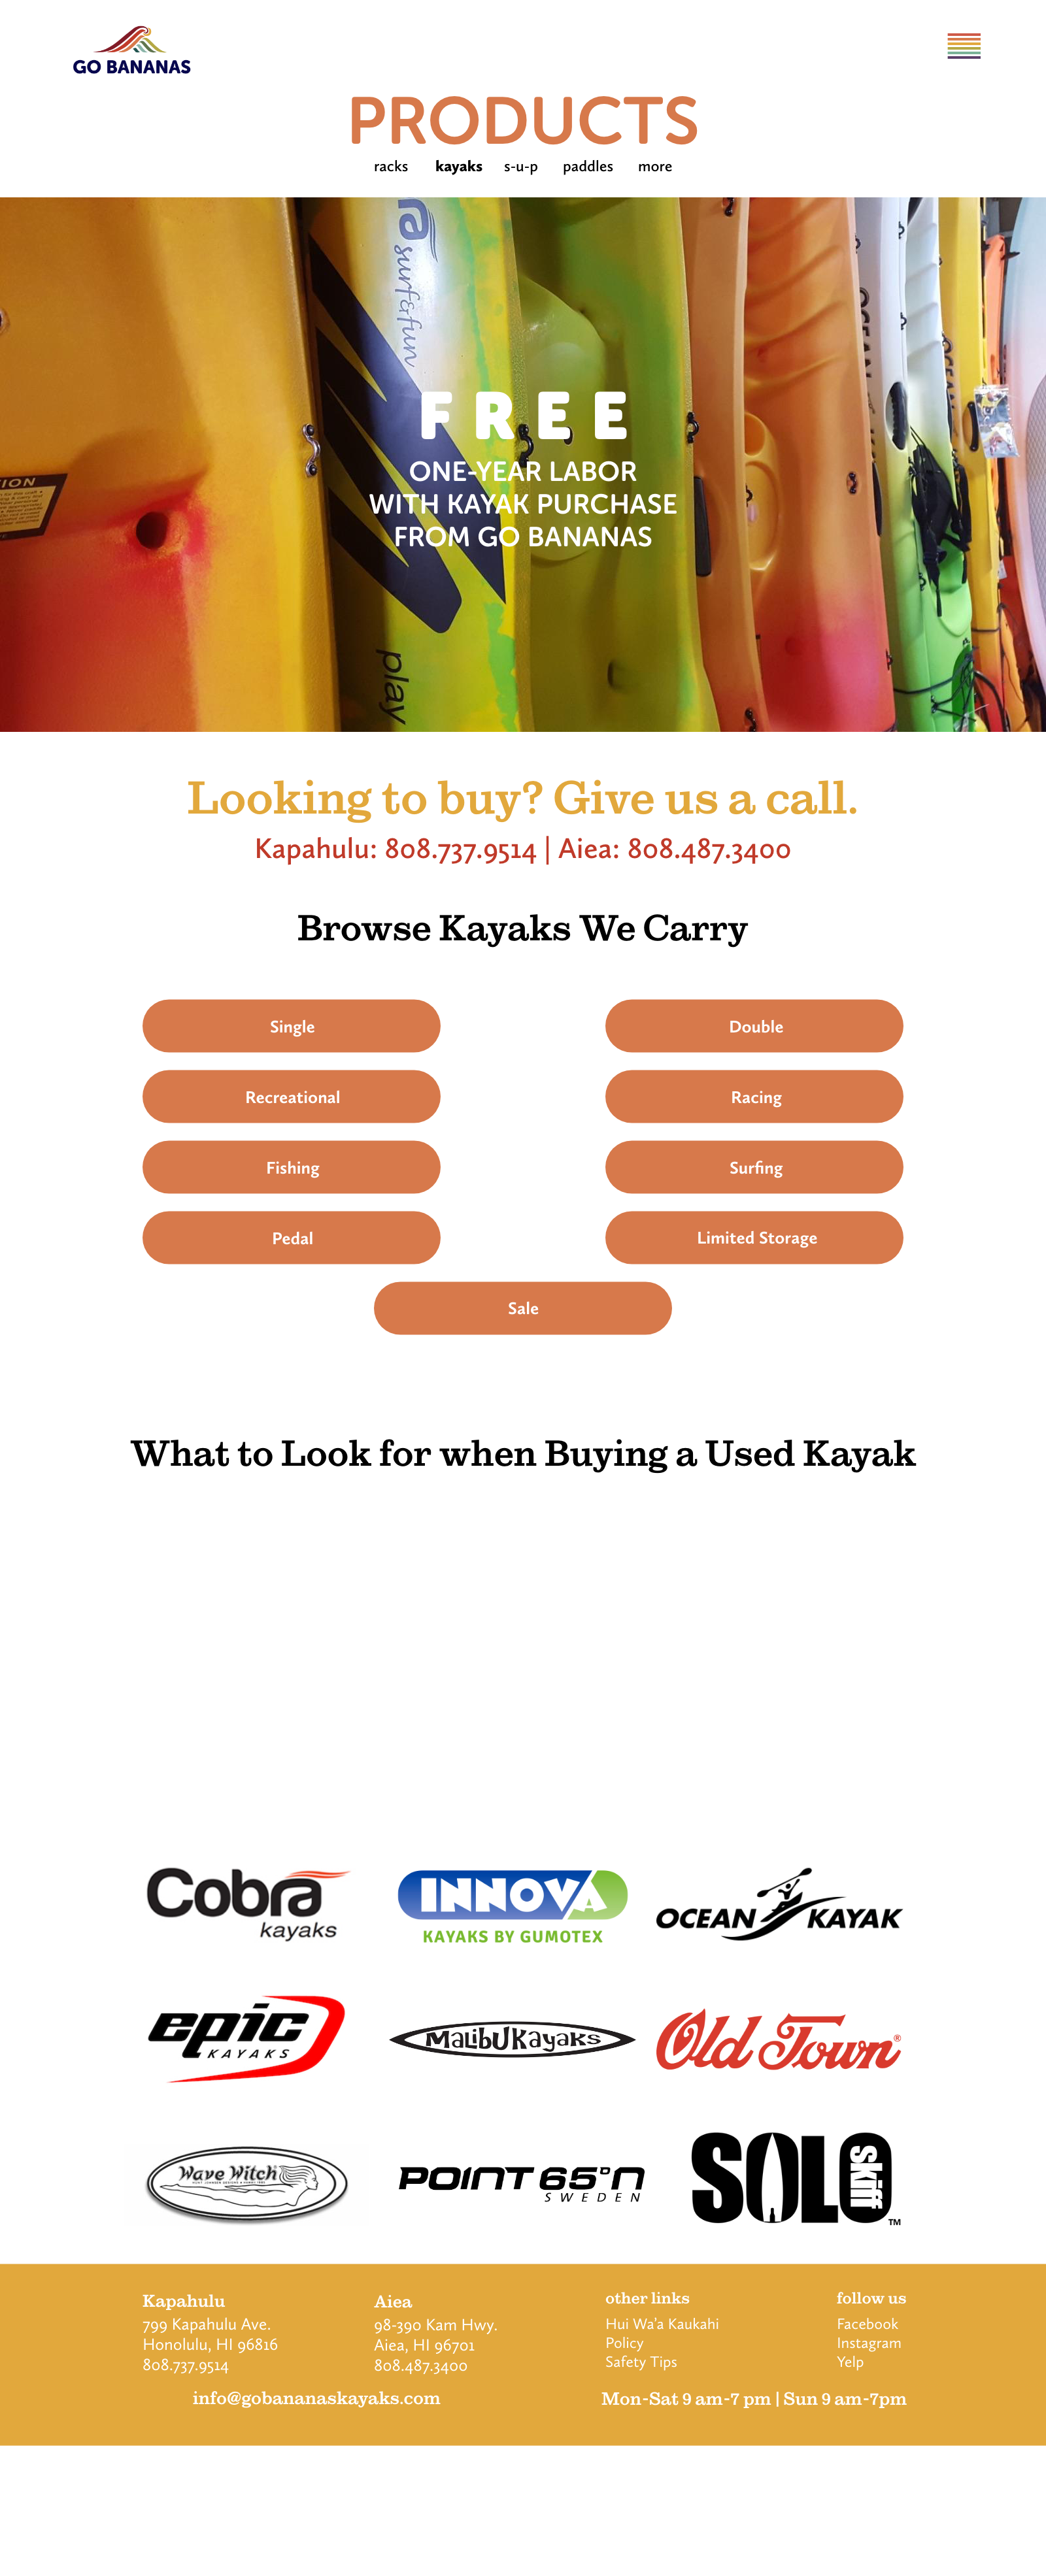 GO BANANAS
PRODUCTS
racks kayaks s-u-p paddles more
surf&fun
FREE
ONE-YEAR LABOR
WITH KAYAK PURCHASE
FROM GO BANANAS
play
Looking to buy? Give us a call.
Kapahulu: 808.737.9514 | Aiea: 808.487.3400
Browse Kayaks We Carry
Single Double
Recreational Racing
Fishing Surfing
Pedal Limited Storage
Sale
What to Look for when Buying a Used Kayak
Cobra
kayaks
INNOVA
KAYAKS BY GUMOTEX
OCEAN KAYAK
epic
KAYAKS
MalibU Kayaks
Old Town®
Wave Witch
POINT 65°N
SWEDEN
SOLO
skiff
TM
Kapahulu
799 Kapahulu Ave.
Honolulu, HI 96816
808.737.9514
Aiea
98-390 Kam Hwy.
Aiea, HI 96701
808.487.3400
other links
Hui Wa'a Kaukahi
Policy
Safety Tips
follow us
Facebook
Instagram
Yelp
info@gobananaskayaks.com
Mon-Sat 9 am-7 pm | Sun 9 am-7pm